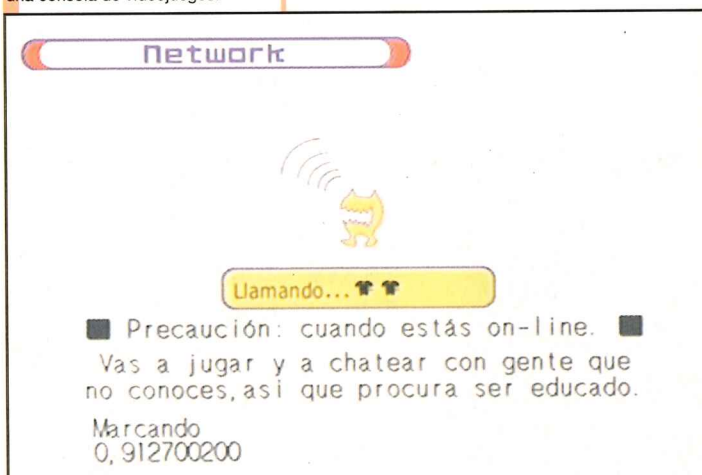 una consola de videojuegos.
Network
Llamando...
■ Precaución: cuando estás on-line. ■
Vas a jugar y a chatear con gente que
no conoces,asi que procura ser educado.
Marcando
0,912700200